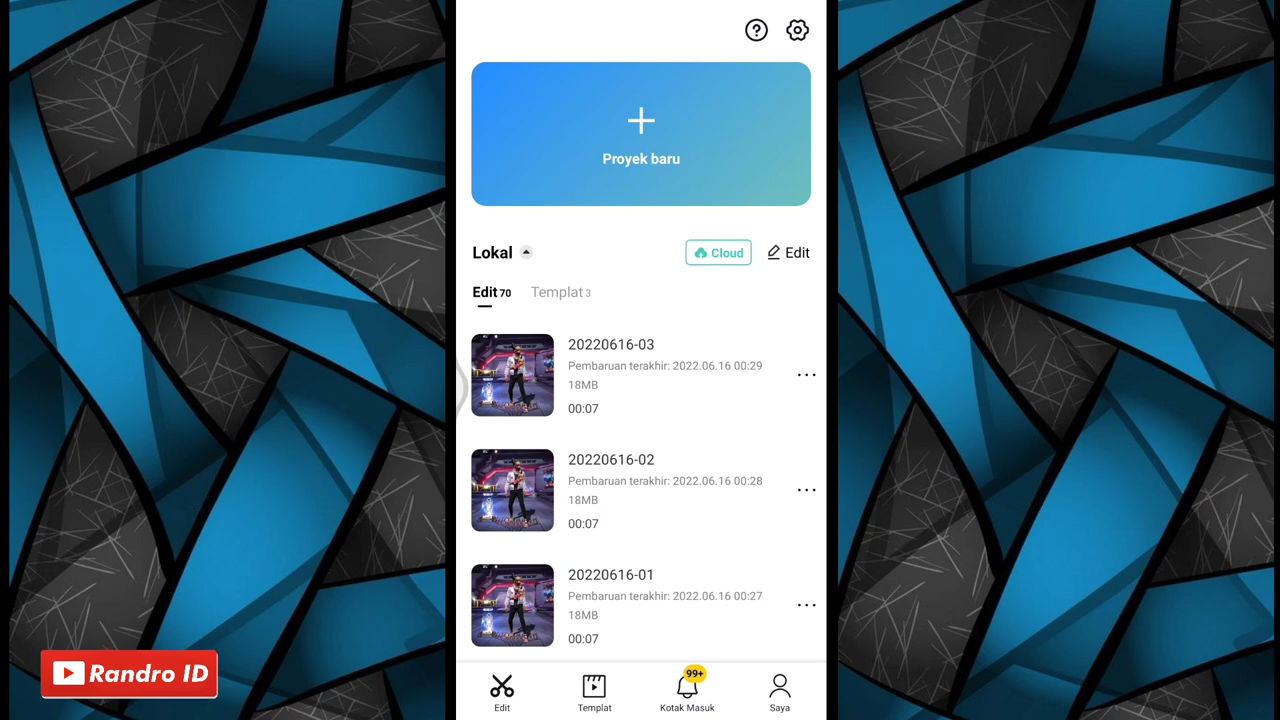 Proyek baru
Lokal
Cloud
Edit
Edit 70
Templat 3
20220616-03
Pembaruan terakhir: 2022.06.16 00:29
18MB
00:07
20220616-02
Pembaruan terakhir: 2022.06.16 00:28
18MB
00:07
20220616-01
Pembaruan terakhir: 2022.06.16 00:27
18MB
00:07
Randro ID
99+
Edit
Templat
Kotak Masuk
Saya